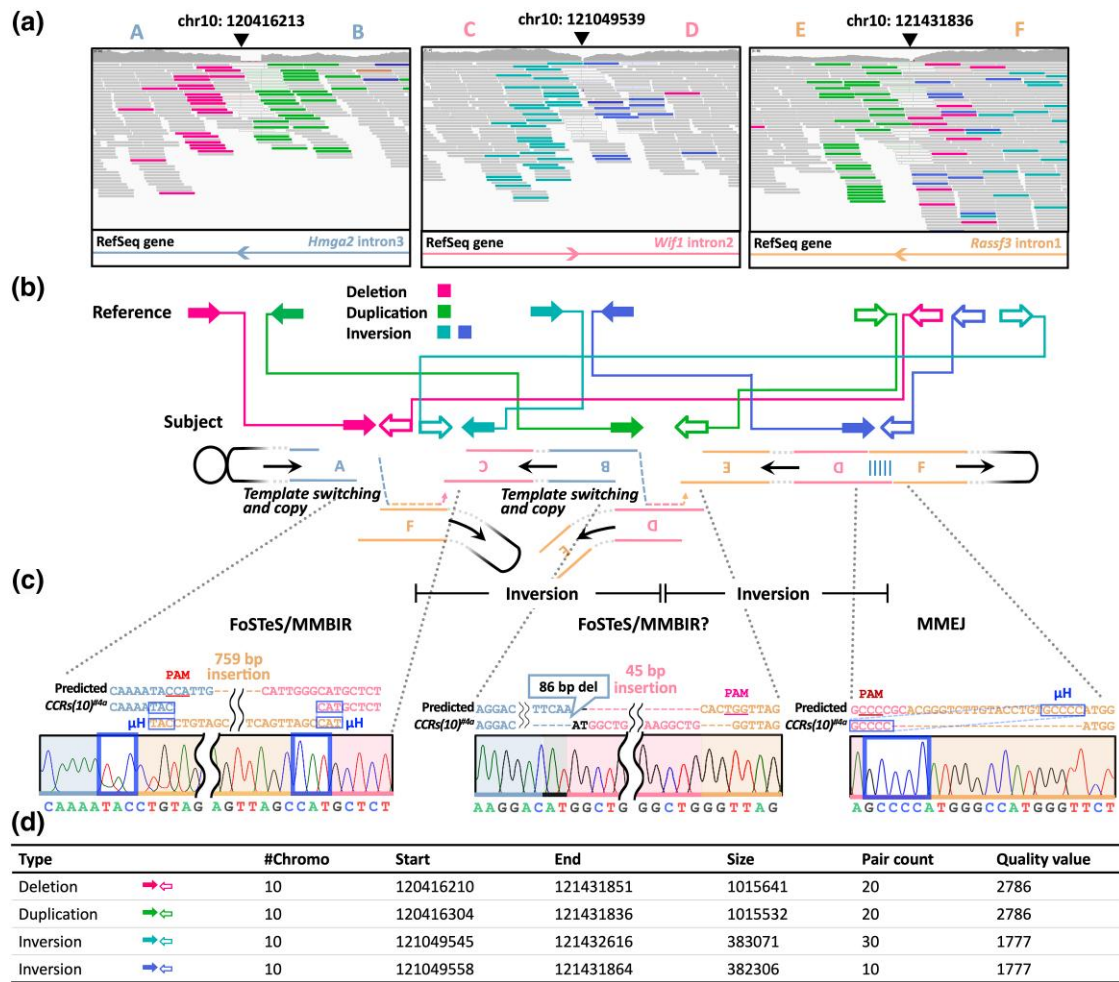 (a)
A chr10: 120416213 B
C chr10: 121049539 D
E chr10: 121431836 F
RefSeq gene Hmga2 intron3
RefSeq gene Wif1 intron2
RefSeq gene Rassf3 intron1
(b)
Reference
Deletion
Duplication
Inversion
Subject
A C B E D F
Template switching
and copy
Template switching
and copy
F D
E
Inversion Inversion
(c)
FoSTeS/MMBIR FoSTeS/MMBIR? MMEJ
759 bp
insertion
PAM
Predicted CAAAATACCATTG CATTGGGCATGCTCT
CCRs(10)#4a CAAAATAC CATGCTCT
μH TACCTGTAGC TCAGTTAGCCAT μH
CAAAATACCTGTAG AGTTAGCCATGCTCT
86 bp del
45 bp
insertion
PAM
Predicted AGGAC TTCAA CACTGGTTAG
CCRs(10)#4a AGGAC ATGGCTG AAGGCTG GGTTAG
AAGGACATGGCTG GGCTGGGTTAG
PAM μH
Predicted GCCCCGCACGGGTCTTGTACCTGTGCCCCATGG
CCRs(10)#4a GCCCC ATGG
AGCCCCATGGGCCATGGGTTCT
(d)
Type #Chromo Start End Size Pair count Quality value
Deletion 10 120416210 121431851 1015641 20 2786
Duplication 10 120416304 121431836 1015532 20 2786
Inversion 10 121049545 121432616 383071 30 1777
Inversion 10 121049558 121431864 382306 10 1777